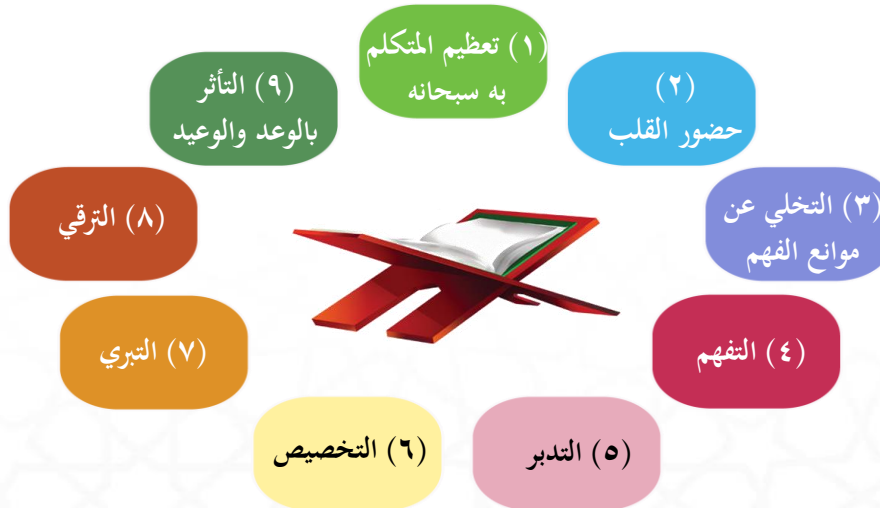 (١) تعظيم المتكلم
به سبحانه
(٢)
حضور القلب
(٣) التخلي عن
موانع الفهم
(٤) التفهم
(٥) التدبر
(٦) التخصيص
(٧) التبري
(٨) الترقي
(٩) التأثر
بالوعد والوعيد